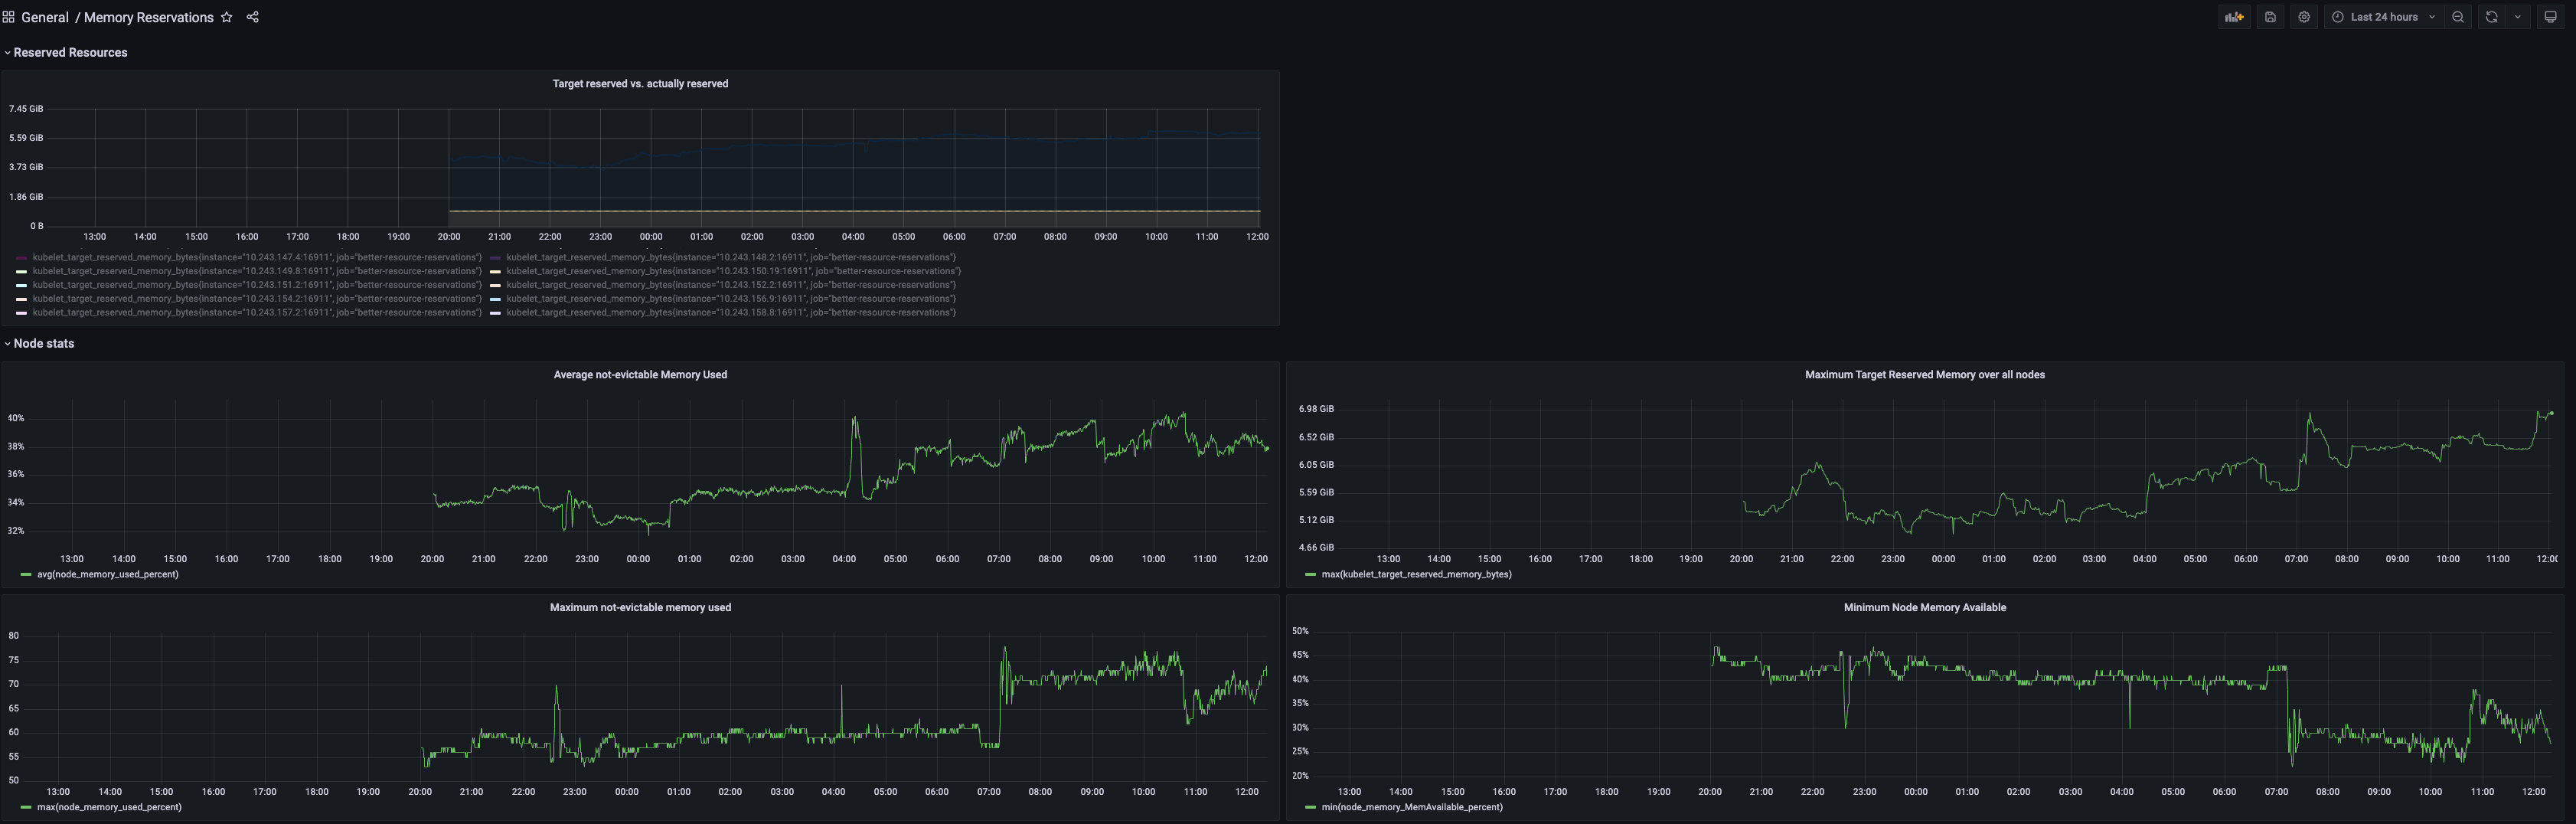 General / Memory Reservations
Last 24 hours
Reserved Resources
Target reserved vs. actually reserved
7.45 GiB
5.59 GiB
3.73 GiB
1.86 GiB
0 B
13:00 14:00 15:00 16:00 17:00 18:00 19:00 20:00 21:00 22:00 23:00 00:00 01:00 02:00 03:00 04:00 05:00 06:00 07:00 08:00 09:00 10:00 11:00 12:00
kubelet_target_reserved_memory_bytes{instance="10.243.147.4:16911", job="better-resource-reservations"} kubelet_target_reserved_memory_bytes{instance="10.243.148.2:16911", job="better-resource-reservations"}
kubelet_target_reserved_memory_bytes{instance="10.243.149.8:16911", job="better-resource-reservations"} kubelet_target_reserved_memory_bytes{instance="10.243.150.19:16911", job="better-resource-reservations"}
kubelet_target_reserved_memory_bytes{instance="10.243.151.2:16911", job="better-resource-reservations"} kubelet_target_reserved_memory_bytes{instance="10.243.152.2:16911", job="better-resource-reservations"}
kubelet_target_reserved_memory_bytes{instance="10.243.154.2:16911", job="better-resource-reservations"} kubelet_target_reserved_memory_bytes{instance="10.243.156.9:16911", job="better-resource-reservations"}
kubelet_target_reserved_memory_bytes{instance="10.243.157.2:16911", job="better-resource-reservations"} kubelet_target_reserved_memory_bytes{instance="10.243.158.8:16911", job="better-resource-reservations"}
Node stats
Average not-evictable Memory Used
40%
38%
36%
34%
32%
13:00 14:00 15:00 16:00 17:00 18:00 19:00 20:00 21:00 22:00 23:00 00:00 01:00 02:00 03:00 04:00 05:00 06:00 07:00 08:00 09:00 10:00 11:00 12:00
avg(node_memory_used_percent)
Maximum Target Reserved Memory over all nodes
6.98 GiB
6.52 GiB
6.05 GiB
5.59 GiB
5.12 GiB
4.66 GiB
13:00 14:00 15:00 16:00 17:00 18:00 19:00 20:00 21:00 22:00 23:00 00:00 01:00 02:00 03:00 04:00 05:00 06:00 07:00 08:00 09:00 10:00 11:00 12:00
max(kubelet_target_reserved_memory_bytes)
Maximum not-evictable memory used
80
75
70
65
60
55
50
13:00 14:00 15:00 16:00 17:00 18:00 19:00 20:00 21:00 22:00 23:00 00:00 01:00 02:00 03:00 04:00 05:00 06:00 07:00 08:00 09:00 10:00 11:00 12:00
max(node_memory_used_percent)
Minimum Node Memory Available
50%
45%
40%
35%
30%
25%
20%
13:00 14:00 15:00 16:00 17:00 18:00 19:00 20:00 21:00 22:00 23:00 00:00 01:00 02:00 03:00 04:00 05:00 06:00 07:00 08:00 09:00 10:00 11:00 12:00
min(node_memory_MemAvailable_percent)